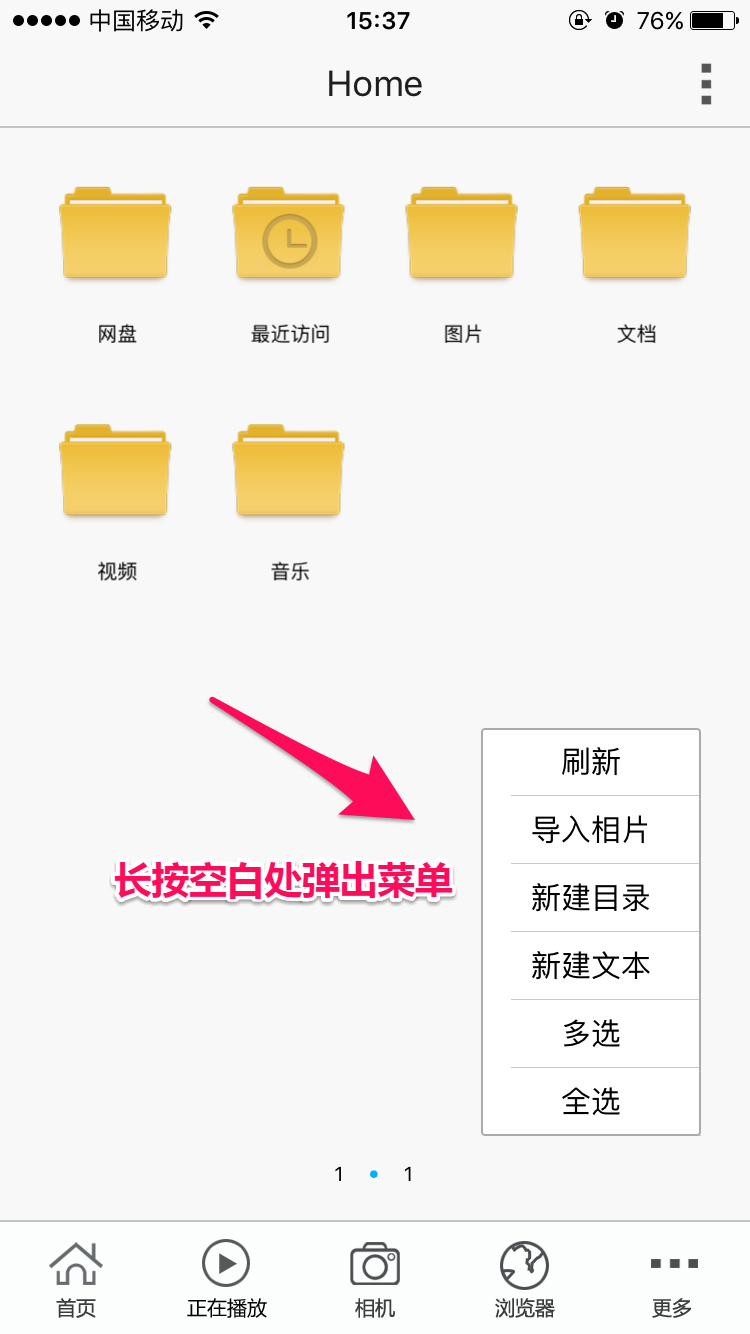 中国移动 15:37 76%
Home
网盘 最近访问 图片 文档
视频 音乐
刷新
导入相片
长按空白处弹出菜单
新建目录
新建文本
多选
全选
1 1
首页 正在播放 相机 浏览器 更多